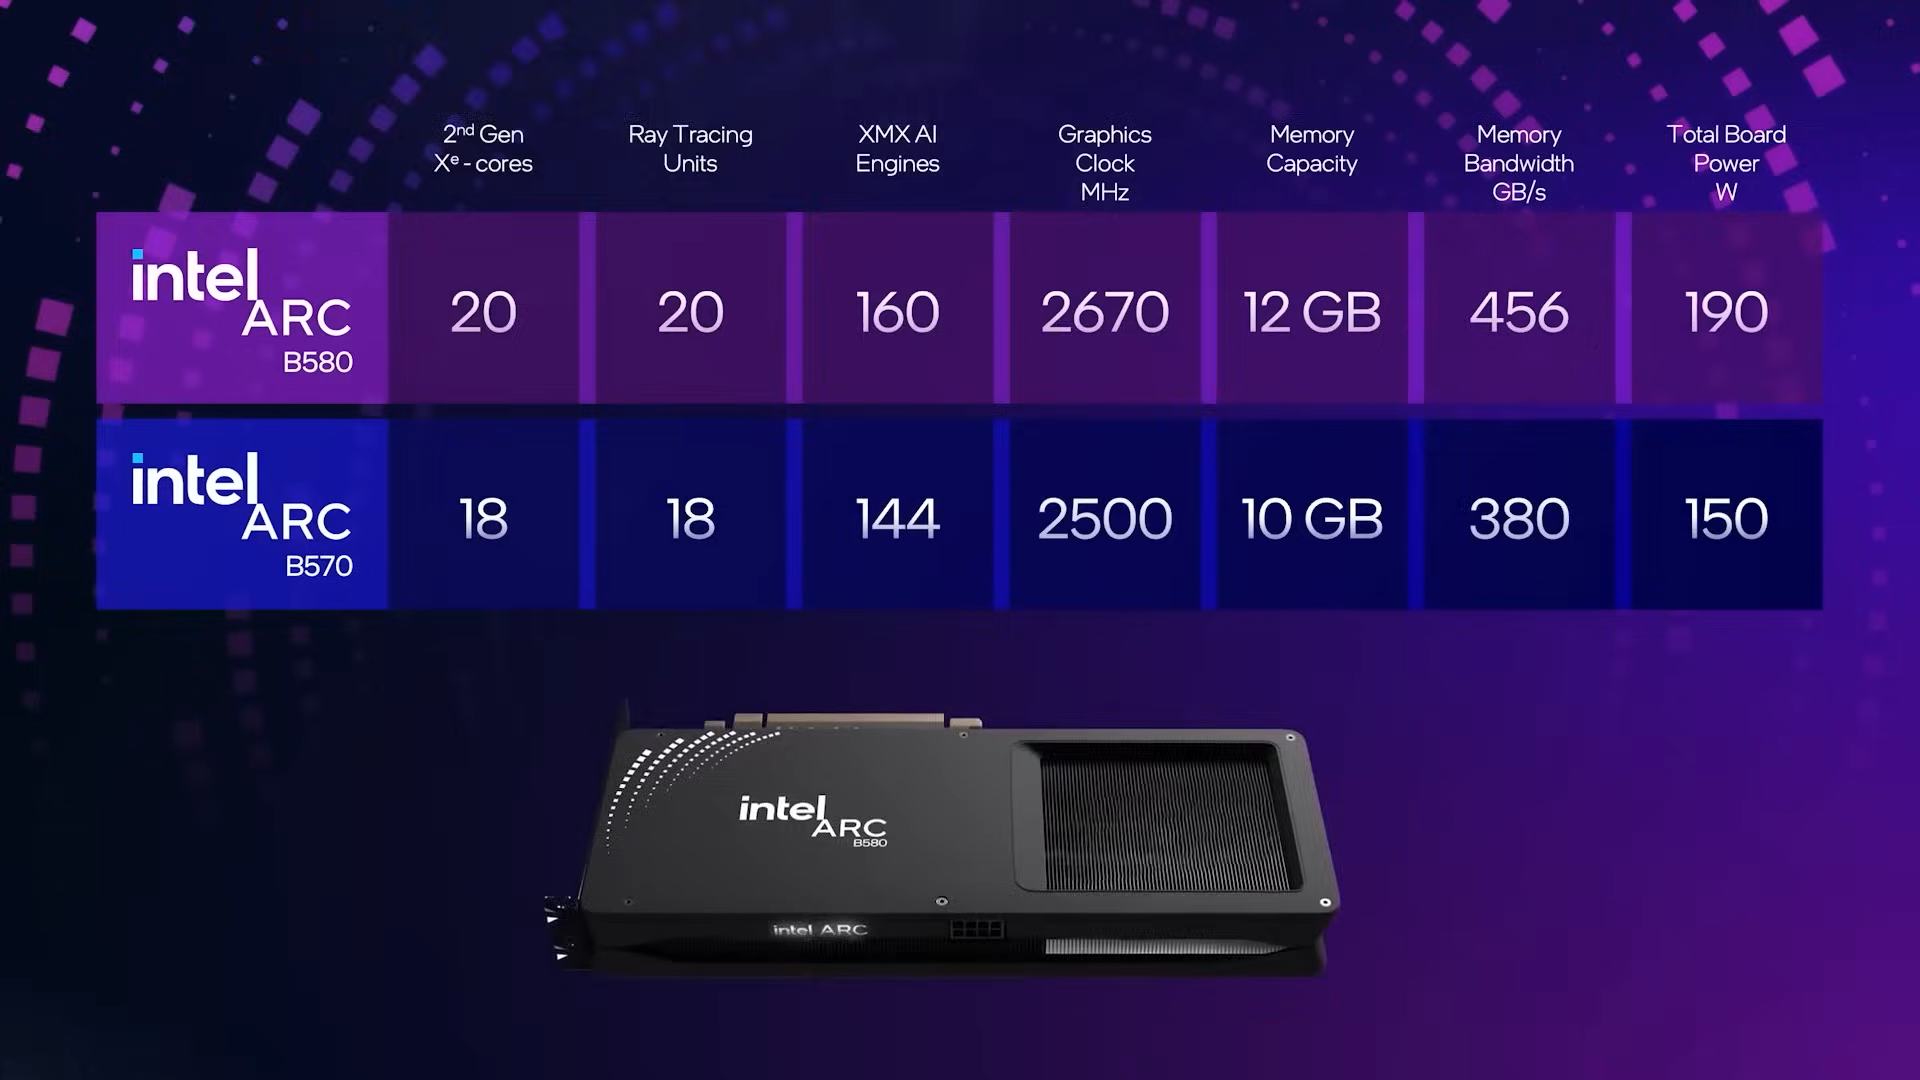 2nd Gen
Xe - cores
Ray Tracing
Units
XMX AI
Engines
Graphics
Clock
MHz
Memory
Capacity
Memory
Bandwidth
GB/s
Total Board
Power
W
intel
ARC
B580
20
20
160
2670
12 GB
456
190
intel
ARC
B570
18
18
144
2500
10 GB
380
150
intel
ARC
B580
intel ARC